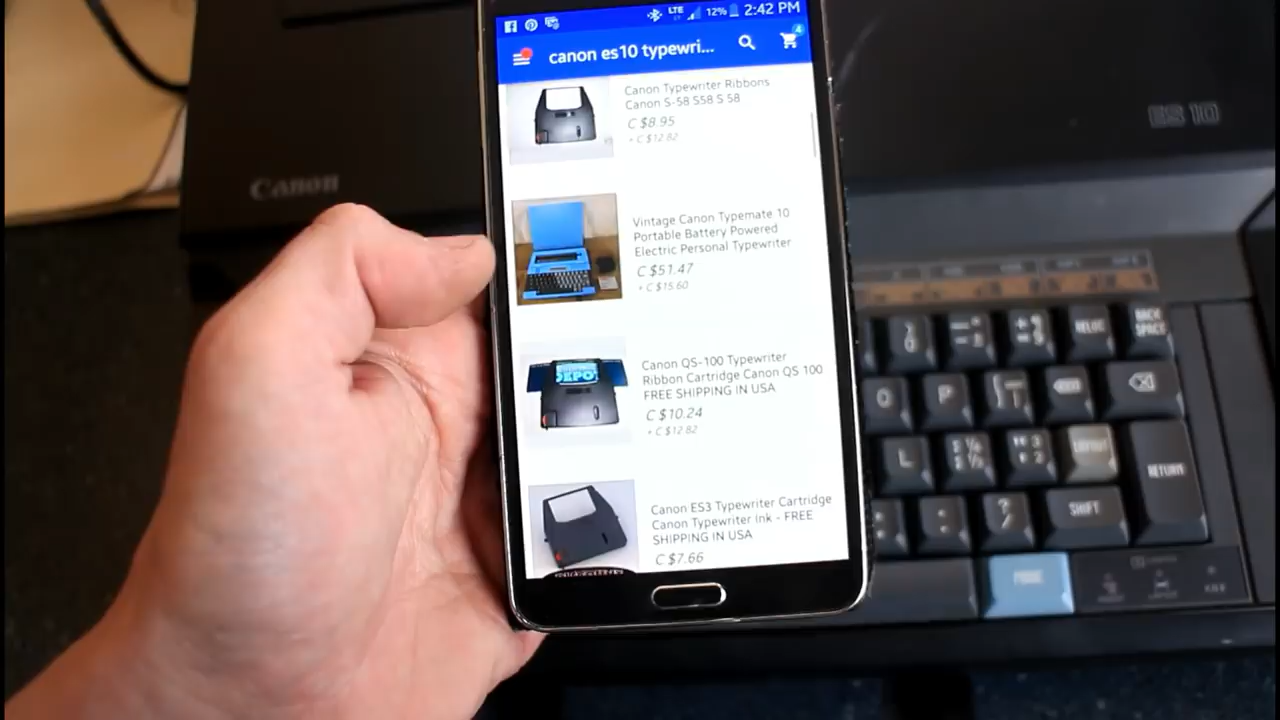 LTE
12%
2:42 PM
canon es10 typewri...
4
Canon Typewriter Ribbons
Canon S-58 S58 S 58
C $8.95
+ C $12.82
Vintage Canon Typemate 10
Portable Battery Powered
Electric Personal Typewriter
C $51.47
+ C $15.60
Canon QS-100 Typewriter
Ribbon Cartridge Canon QS 100
FREE SHIPPING IN USA
C $10.24
+ C $12.82
Canon ES3 Typewriter Cartridge
Canon Typewriter Ink - FREE
SHIPPING IN USA
C $7.66
Canon
ES 10
RELOC
BACK
SPACE
O
P
L
RETURN
SHIFT